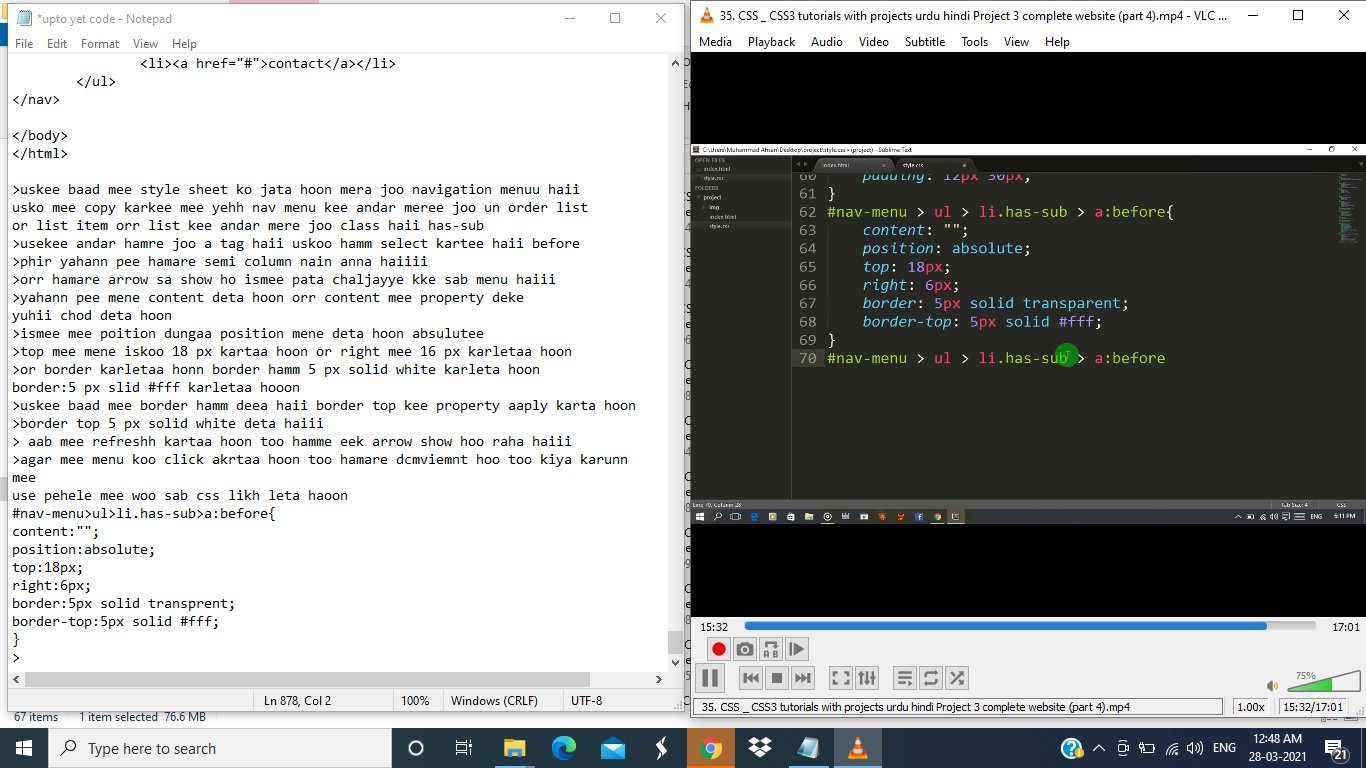 *upto yet code - Notepad
File Edit Format View Help
<li><a href="#">contact</a></li>
</ul>
</nav>
</body>
</html>
>uskee baad mee style sheet ko jata hoon mera joo navigation menuu haii
usko mee copy karkee mee yehh nav menu kee andar meree joo un order list
or list item orr list kee andar mere joo class haii has-sub
>usekee andar hamre joo a tag haii uskoo hamm select kartee haii before
>phir yahann pee hamare semi column nain anna haiiii
>orr hamare arrow sa show ho ismee pata chaljayye kke sab menu haiii
>yahann pee mene content deta hoon orr content mee property deke
yuhii chod deta hoon
>ismee mee poition dungaa position mene deta hoon absulutee
>top mee mene iskoo 18 px kartaa hoon or right mee 16 px karletaa hoon
>or border karletaa honn border hamm 5 px solid white karleta hoon
border:5 px slid #fff karletaa hooon
>uskee baad mee border hamm deea haii border top kee property aaply karta hoon
>border top 5 px solid white deta haiii
> aab mee refreshh kartaa hoon too hamme eek arrow show hoo raha haiii
>agar mee menu koo click akrtaa hoon too hamare dcmviemnt hoo too kiya karunn
mee
use pehele mee woo sab css likh leta haoon
#nav-menu>ul>li.has-sub>a:before{
content:"";
position:absolute;
top:18px;
right:6px;
border:5px solid transprent;
border-top:5px solid #fff;
}
>
Ln 878, Col 2 100% Windows (CRLF) UTF-8
67 items 1 item selected 76.6 MB
35. CSS _ CSS3 tutorials with projects urdu hindi Project 3 complete website (part 4).mp4 - VLC ...
Media Playback Audio Video Subtitle Tools View Help
C:\Users\Muhammad Ahsan\Desktop\project\style.css • (project) - Sublime Text
OPEN FILES
index.html
style.css
FOLDERS
project
img
index.html
style.css
index.html style.css
60 padding: 12px 30px;
61 }
62 #nav-menu > ul > li.has-sub > a:before{
63 content: "";
64 position: absolute;
65 top: 18px;
66 right: 6px;
67 border: 5px solid transparent;
68 border-top: 5px solid #fff;
69 }
70 #nav-menu > ul > li.has-sub > a:before
Line 70, Column 28 Tab Size: 4 CSS
ENG 6:11 PM
15:32 17:01
75%
35. CSS _ CSS3 tutorials with projects urdu hindi Project 3 complete website (part 4).mp4 1.00x 15:32/17:01
Type here to search
ENG 12:48 AM
28-03-2021
21